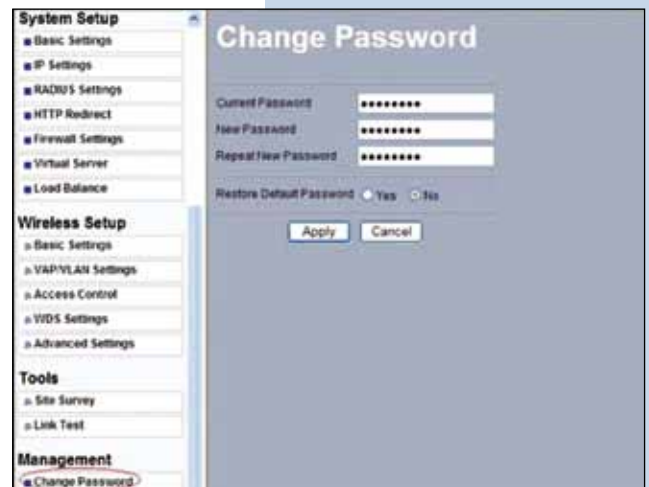 System Setup
Basic Settings
IP Settings
RADIUS Settings
HTTP Redirect
Firewall Settings
Virtual Server
Load Balance
Wireless Setup
Basic Settings
VAP/VLAN Settings
Access Control
WDS Settings
Advanced Settings
Tools
Site Survey
Link Test
Management
Change Password
Change Password
Current Password ●●●●●●●●
New Password ●●●●●●●●
Repeat New Password ●●●●●●●●
Restore Default Password Yes No
Apply Cancel